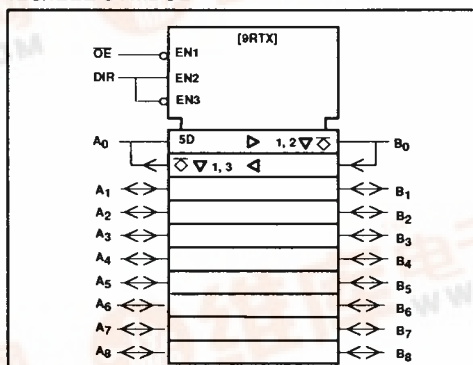 [9RTX]
O̅E̅ EN1
DIR EN2
EN3
A0 5D ▷ 1, 2 ▽ ◇ B0
◇ ▽ 1, 3 ◁
A1 B1
A2 B2
A3 B3
A4 B4
A5 B5
A6 B6
A7 B7
A8 B8